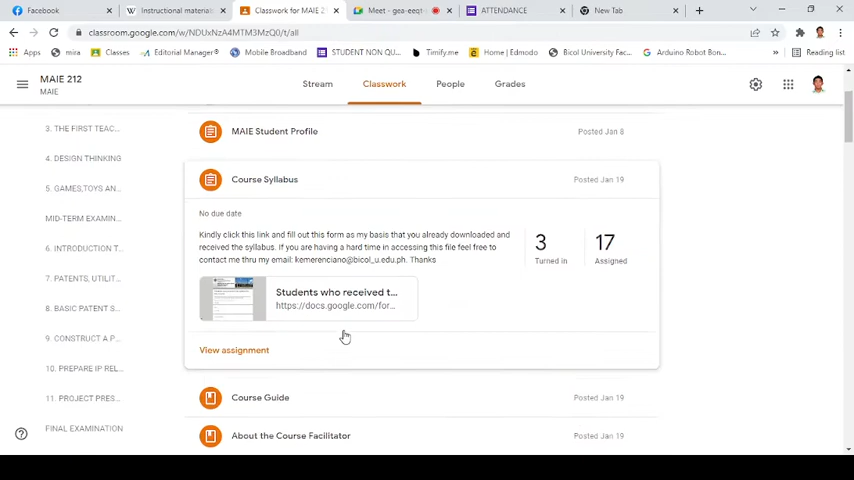 Facebook
Instructional materials
Classwork for MAIE 21
Meet - gea-eeqt-
ATTENDANCE
New Tab
classroom.google.com/w/NDUxNzA4MTM3MzQ0/t/all
Apps
mira
Classes
Editorial Manager®
Mobile Broadband
STUDENT NON QU...
Timify.me
Home | Edmodo
Bicol University Fac...
Arduino Robot Bon...
»
Reading list
MAIE 212
MAIE
Stream
Classwork
People
Grades
3. THE FIRST TEAC...
4. DESIGN THINKING
5. GAMES,TOYS AN...
MID-TERM EXAMIN...
6. INTRODUCTION T...
7. PATENTS, UTILIT...
8. BASIC PATENT S...
9. CONSTRUCT A P...
10. PREPARE IP REL...
11. PROJECT PRES...
FINAL EXAMINATION
MAIE Student Profile
Posted Jan 8
Course Syllabus
Posted Jan 19
No due date
Kindly click this link and fill out this form as my basis that you already downloaded and
received the syllabus. If you are having a hard time in accessing this file feel free to
contact me thru my email: kemerenciano@bicol_u.edu.ph. Thanks
3
Turned in
17
Assigned
Students who received t...
https://docs.google.com/for...
View assignment
Course Guide
Posted Jan 19
About the Course Facilitator
Posted Jan 19